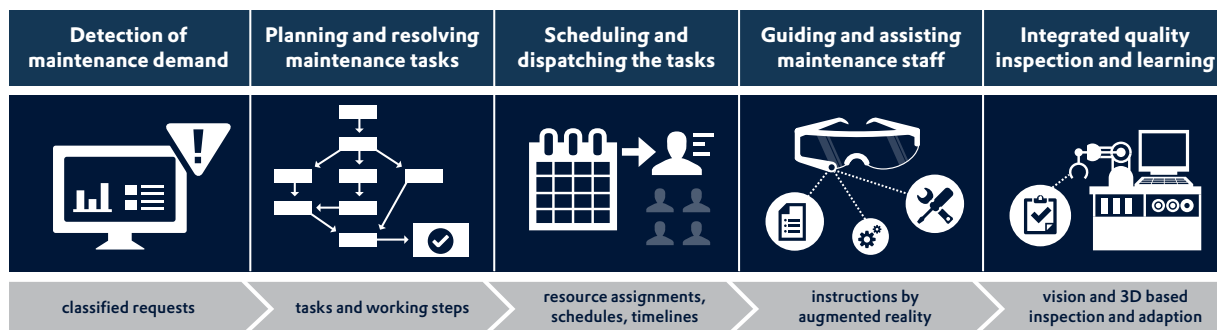 Detection of
maintenance demand
Planning and resolving
maintenance tasks
Scheduling and
dispatching the tasks
Guiding and assisting
maintenance staff
Integrated quality
inspection and learning
classified requests
tasks and working steps
resource assignments,
schedules, timelines
instructions by
augmented reality
vision and 3D based
inspection and adaption